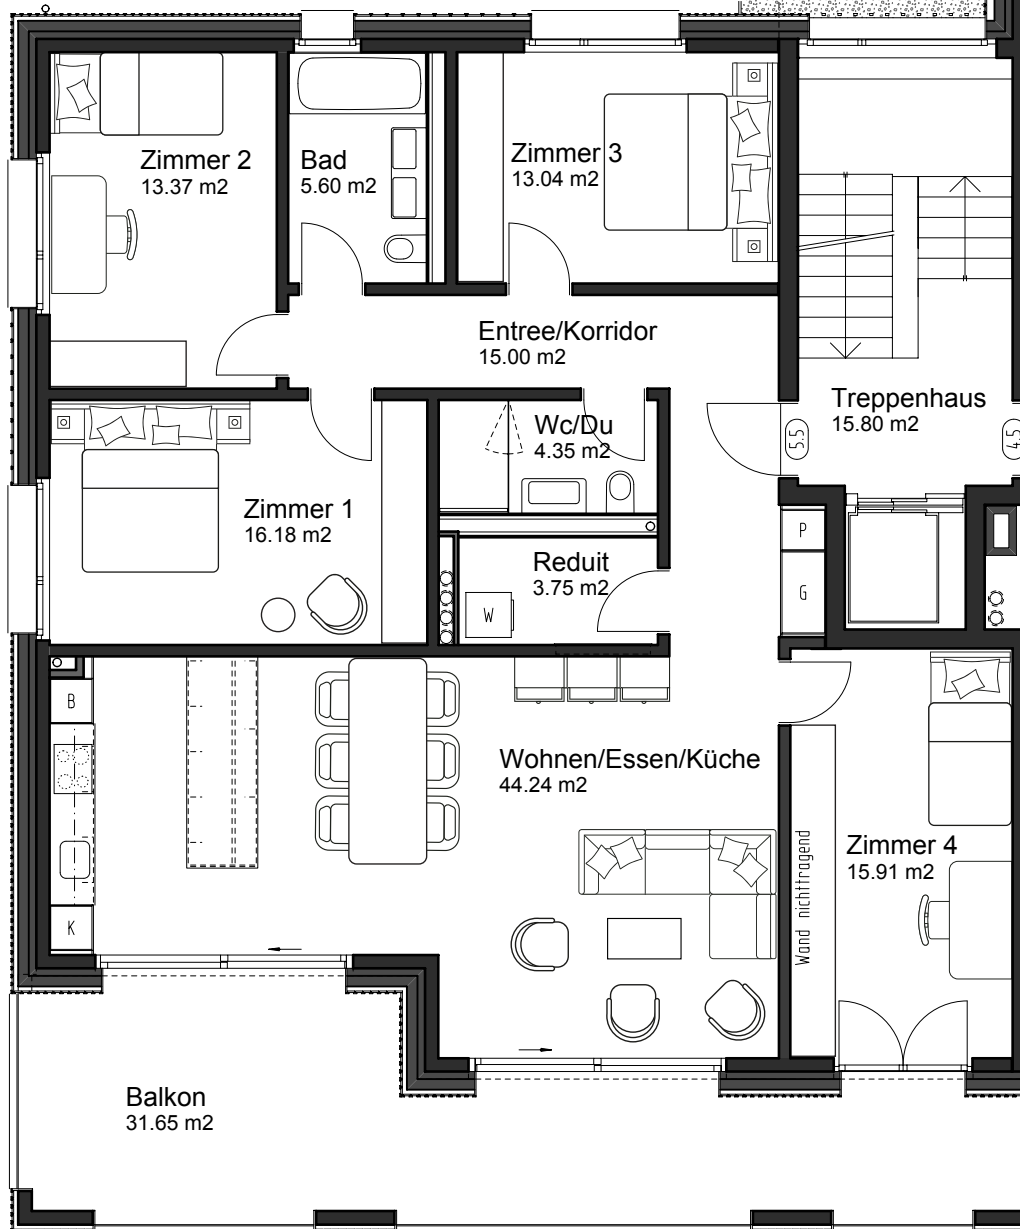 Zimmer 2
13.37 m2
Bad
5.60 m2
Zimmer 3
13.04 m2
Entree/Korridor
15.00 m2
Treppenhaus
15.80 m2
5.5
4.5
Wc/Du
4.35 m2
Zimmer 1
16.18 m2
Reduit
3.75 m2
W
P
G
B
K
Wohnen/Essen/Küche
44.24 m2
Wand nichttragend
Zimmer 4
15.91 m2
Balkon
31.65 m2